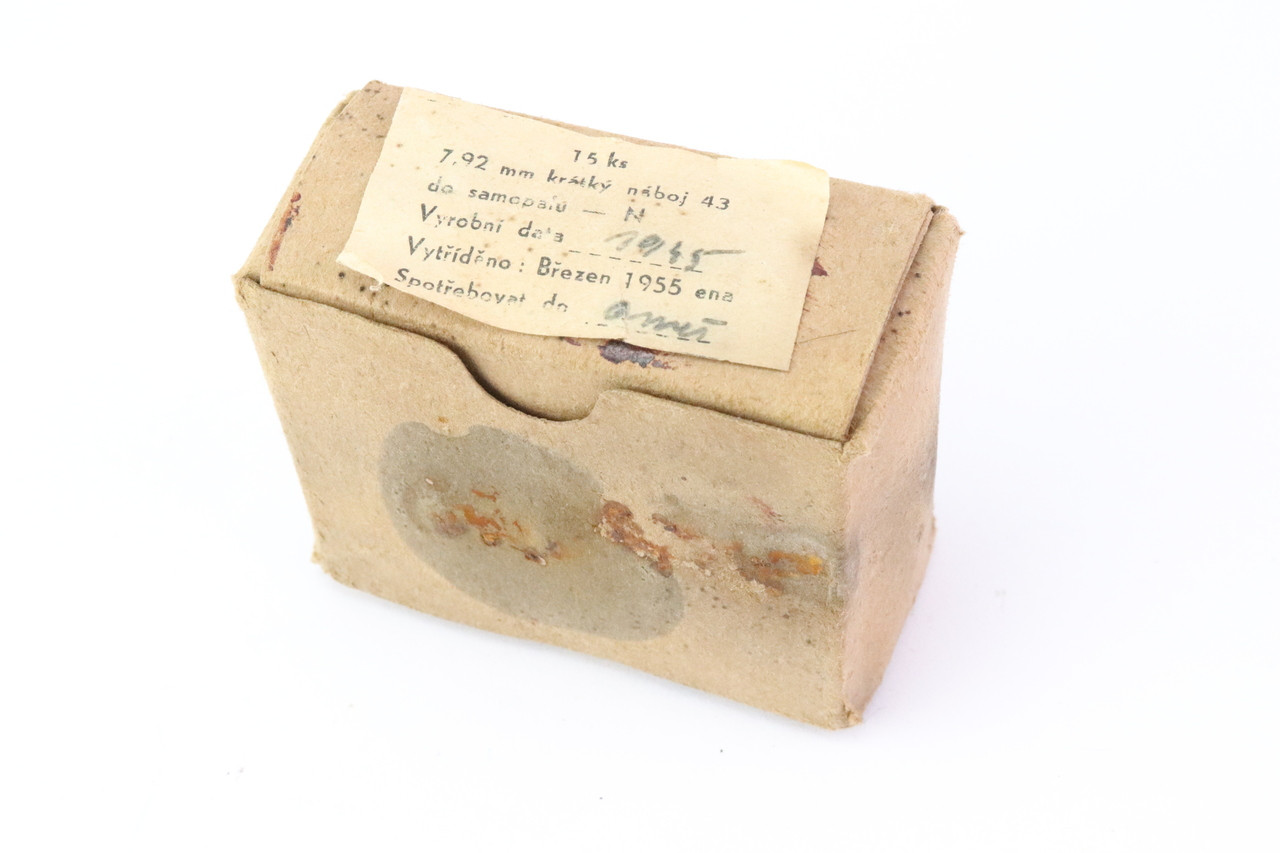 15 ks
7,92 mm krátký náboj 43
do samopalů — N
Vyrobní data 1945
Vytříděno: Březen 1955 ena
Spotřebovat do